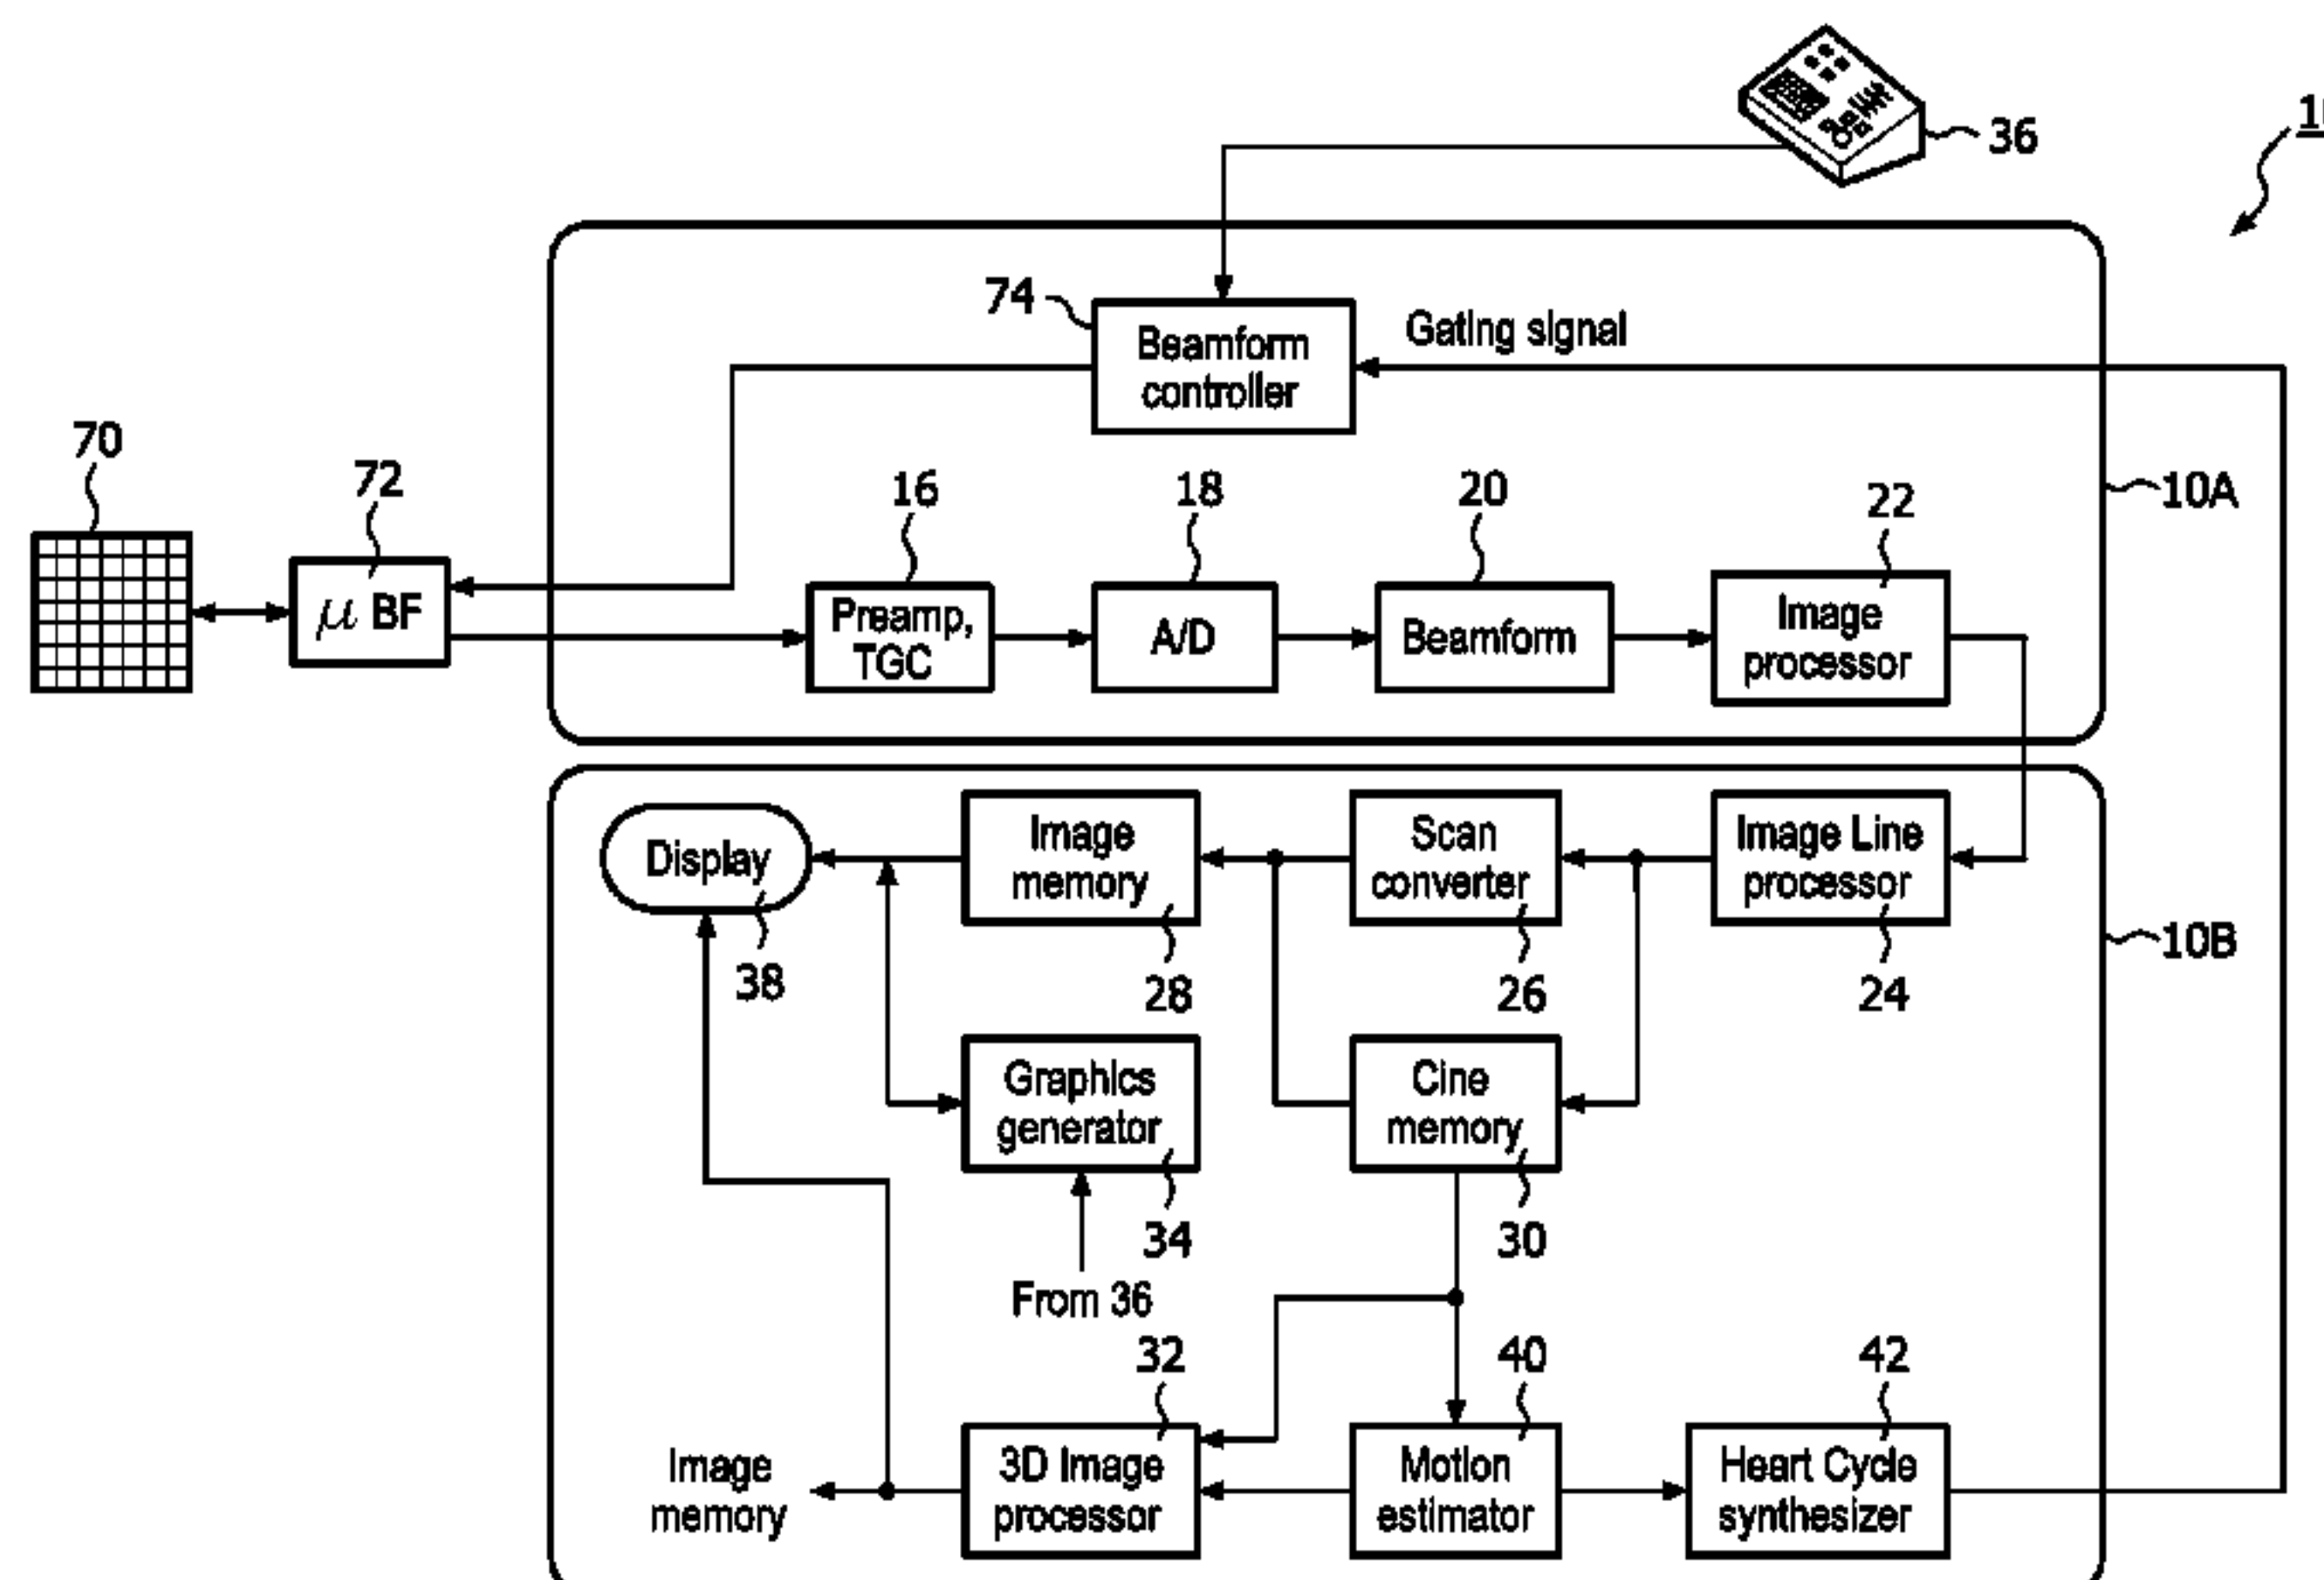 36
1
74
Beamform
controller
Gating signal
70
72
μ BF
16
Preamp,
TGC
18
A/D
20
Beamform
22
Image
processor
10A
Display
38
Image
memory
28
Scan
converter
26
Image Line
processor
24
10B
Graphics
generator
34
From 36
Cine
memory
30
Image
memory
32
3D Image
processor
40
Motion
estimator
42
Heart Cycle
synthesizer